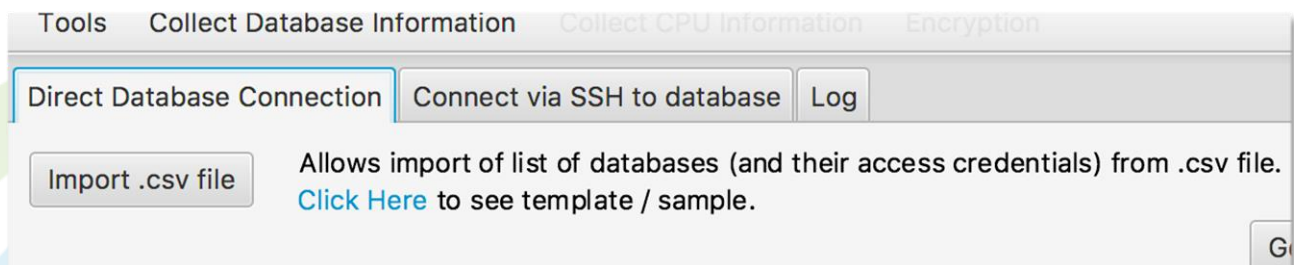 Tools Collect Database Information Collect CPU Information Encryption
Direct Database Connection Connect via SSH to database Log
Import .csv file
Allows import of list of databases (and their access credentials) from .csv file.
Click Here to see template / sample.